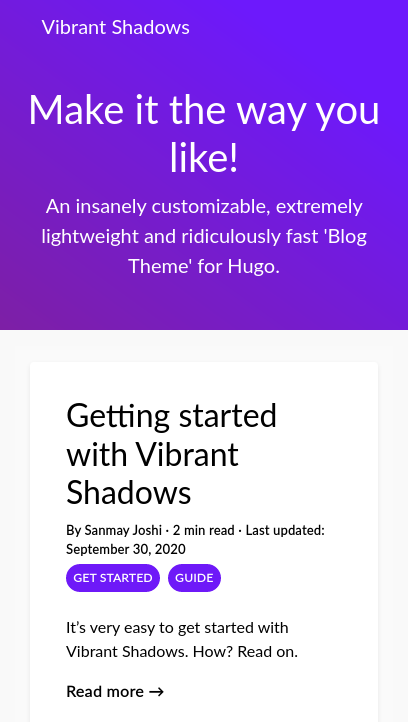 Vibrant Shadows
Make it the way you
like!
An insanely customizable, extremely
lightweight and ridiculously fast 'Blog
Theme' for Hugo.
Getting started
with Vibrant
Shadows
By Sanmay Joshi · 2 min read · Last updated:
September 30, 2020
GET STARTED GUIDE
It’s very easy to get started with
Vibrant Shadows. How? Read on.
Read more →